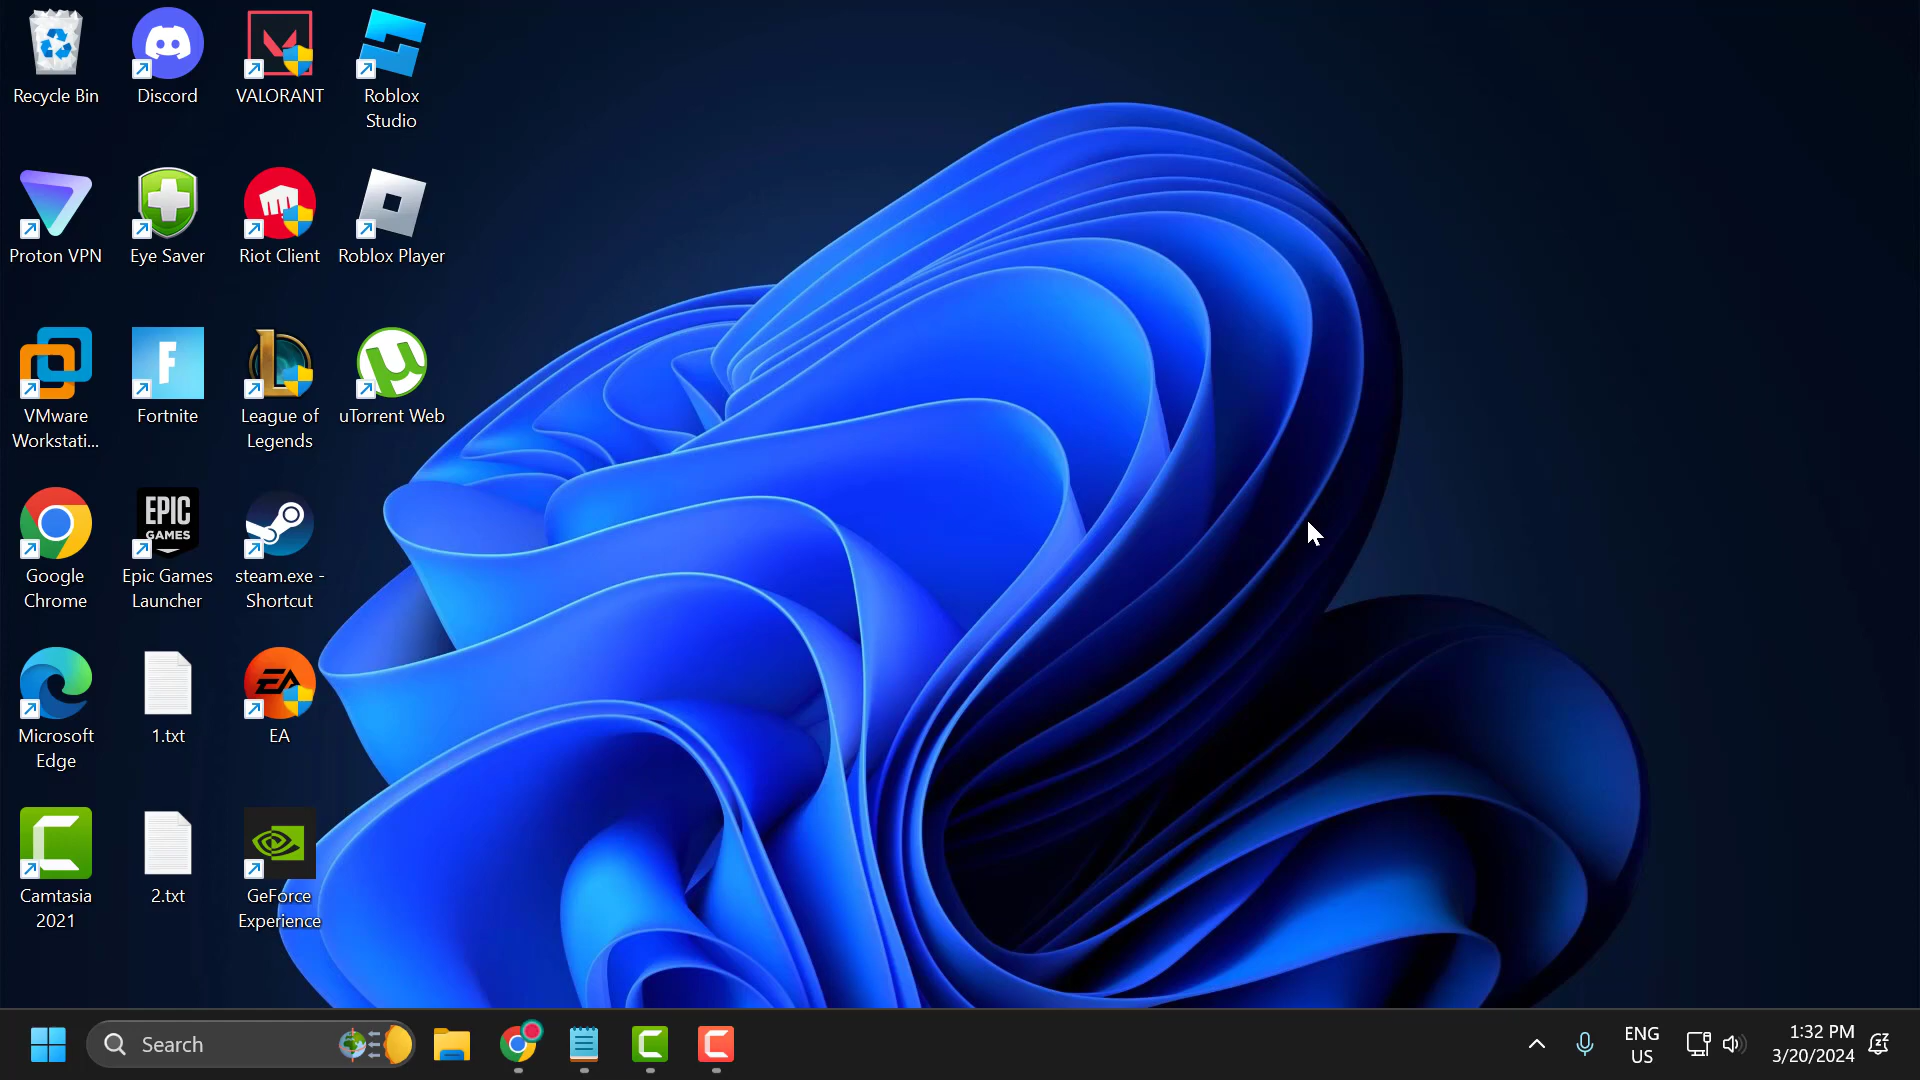 Recycle Bin
Discord
VALORANT
Roblox
Studio
Proton VPN
Eye Saver
Riot Client
Roblox Player
VMware
Workstati...
F
Fortnite
League of
Legends
µ
uTorrent Web
Google
Chrome
EPIC
GAMES
Epic Games
Launcher
steam.exe -
Shortcut
Microsoft
Edge
1.txt
EA
EA
Camtasia
2021
2.txt
GeForce
Experience
Search
ENG
US
1:32 PM
3/20/2024